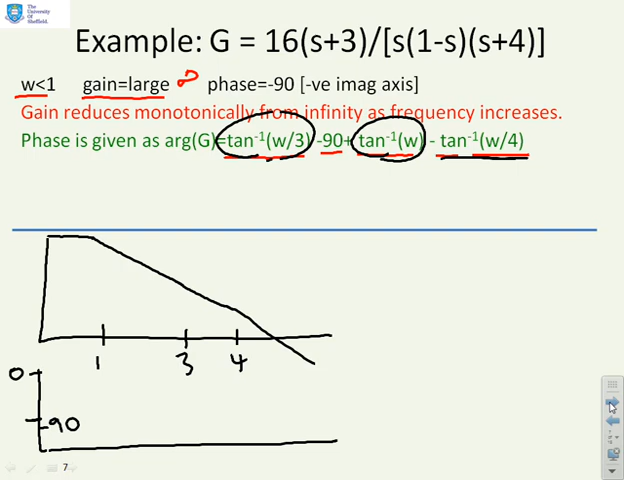 The
University
Of
Sheffield.
Example: G = 16(s+3)/[s(1-s)(s+4)]
w<1 gain=large ∞ phase=-90 [-ve imag axis]
Gain reduces monotonically from infinity as frequency increases.
Phase is given as arg(G)=tan⁻¹(w/3) -90+ tan⁻¹(w) - tan⁻¹(w/4)
1 3 4
0
-90
7